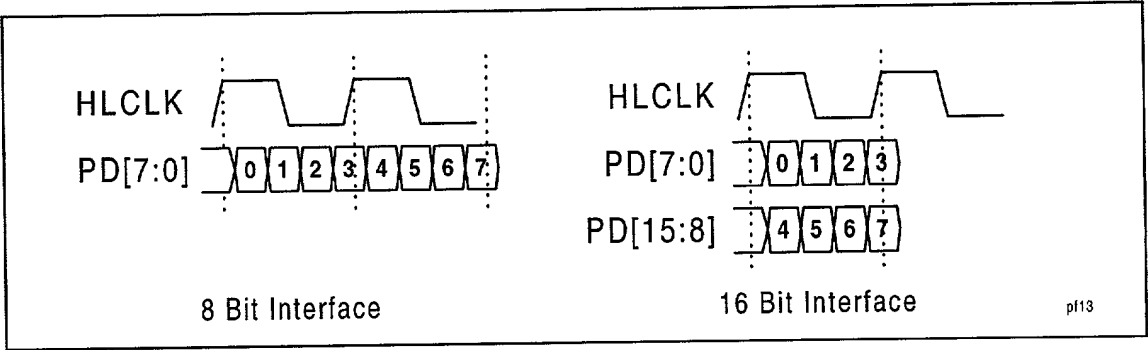 HLCLK
PD[7:0] 0 1 2 3 4 5 6 7
8 Bit Interface
HLCLK
PD[7:0] 0 1 2 3
PD[15:8] 4 5 6 7
16 Bit Interface
pf13